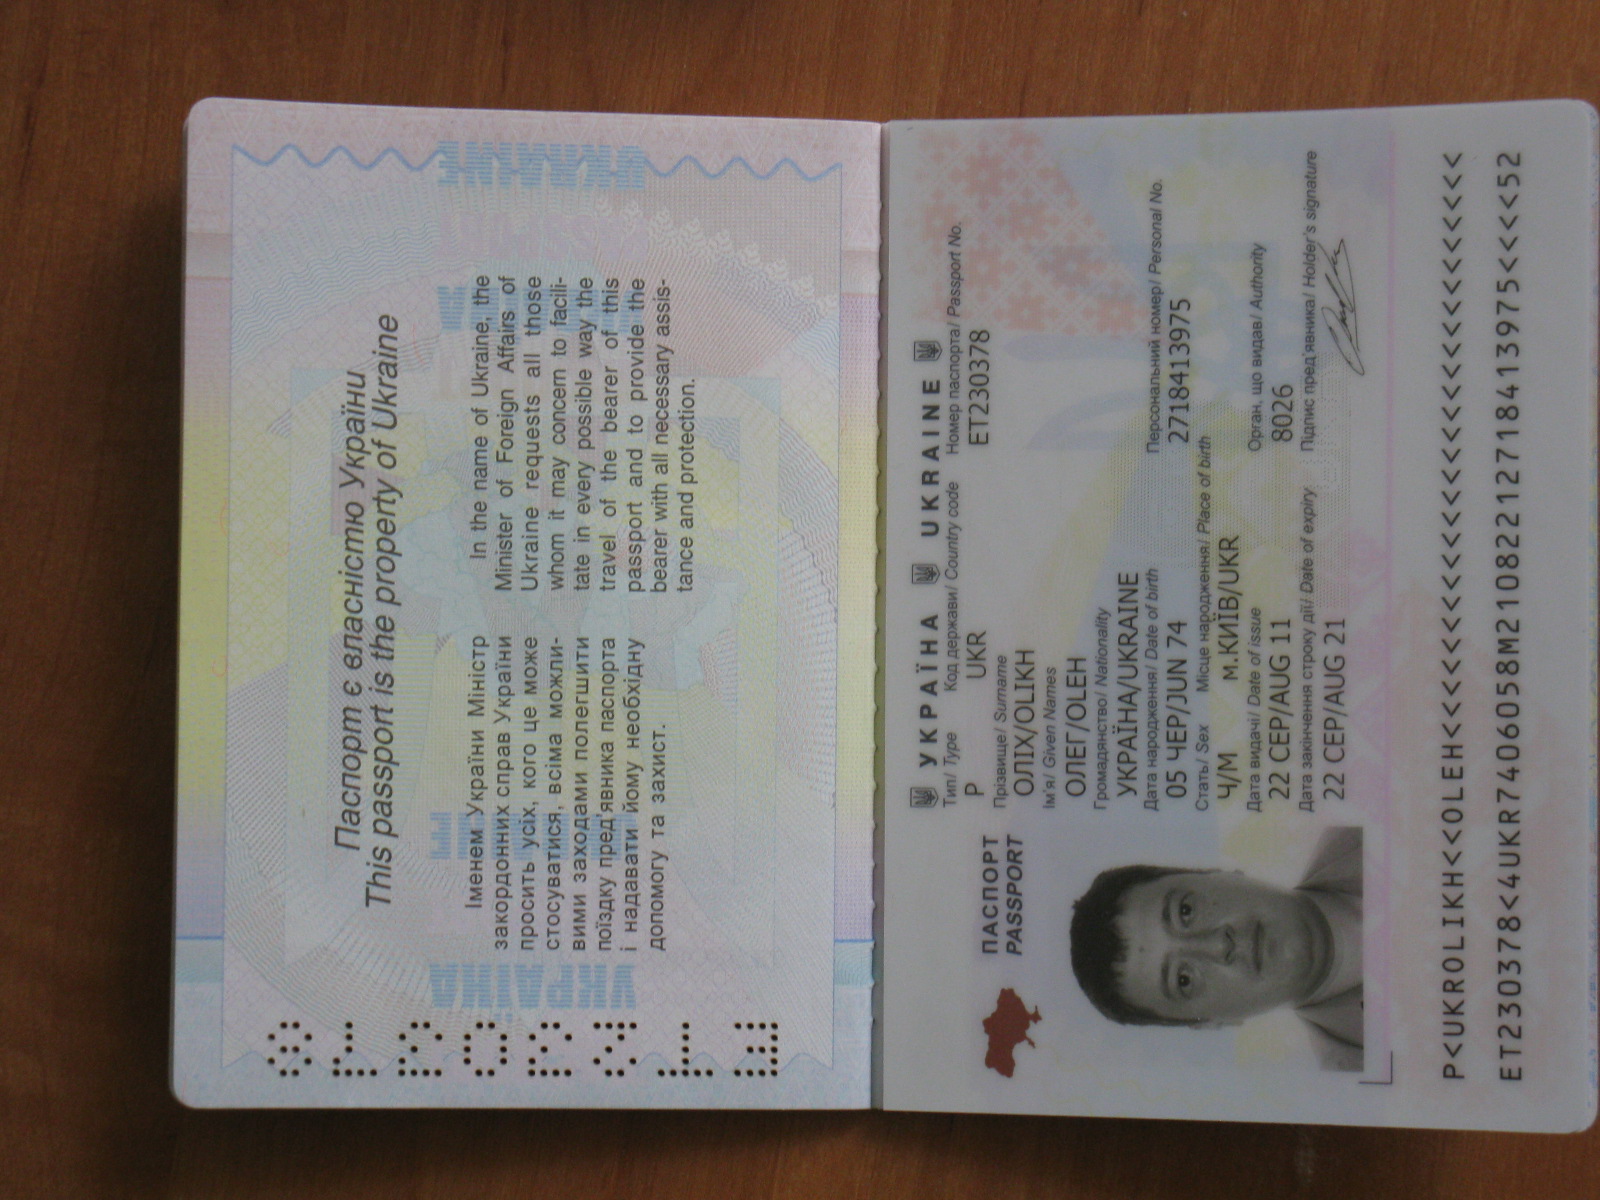 Паспорт є власністю України
This passport is the property of Ukraine
Іменем України Міністр
закордонних справ України
просить усіх, кого це може
стосуватися, всіма можли-
вими заходами полегшити
поїздку пред'явника паспорта
і надавати йому необхідну
допомогу та захист.
In the name of Ukraine, the
Minister of Foreign Affairs of
Ukraine requests all those
whom it may concern to facili-
tate in every possible way the
travel of the bearer of this
passport and to provide the
bearer with all necessary assis-
tance and protection.
УКРАЇНА
UKRAINE
ET230378
ПАСПОРТ
PASSPORT
УКРАЇНА UKRAINE
Тип/ Type Код держави/ Country code Номер паспорта/ Passport No.
P UKR ET230378
Прізвище/ Surname
ОЛІХ/OLIKH
Ім'я/ Given Names
ОЛЕГ/OLEH
Громадянство/ Nationality
УКРАЇНА/UKRAINE
Дата народження/ Date of birth Персональний номер/ Personal No.
05 ЧЕР/JUN 74 2718413975
Стать/ Sex Місце народження/ Place of birth
Ч/M м.КИЇВ/UKR
Дата видачі/ Date of issue Орган, що видав/ Authority
22 СЕР/AUG 11 8026
Дата закінчення строку дії/ Date of expiry Підпис пред'явника/ Holder's signature
22 СЕР/AUG 21
P<UKROLIKH<<OLEH<<<<<<<<<<<<<<<<<<<<<<<<<<<<
ET230378<4UKR7406058M21082212718413975<<<<52